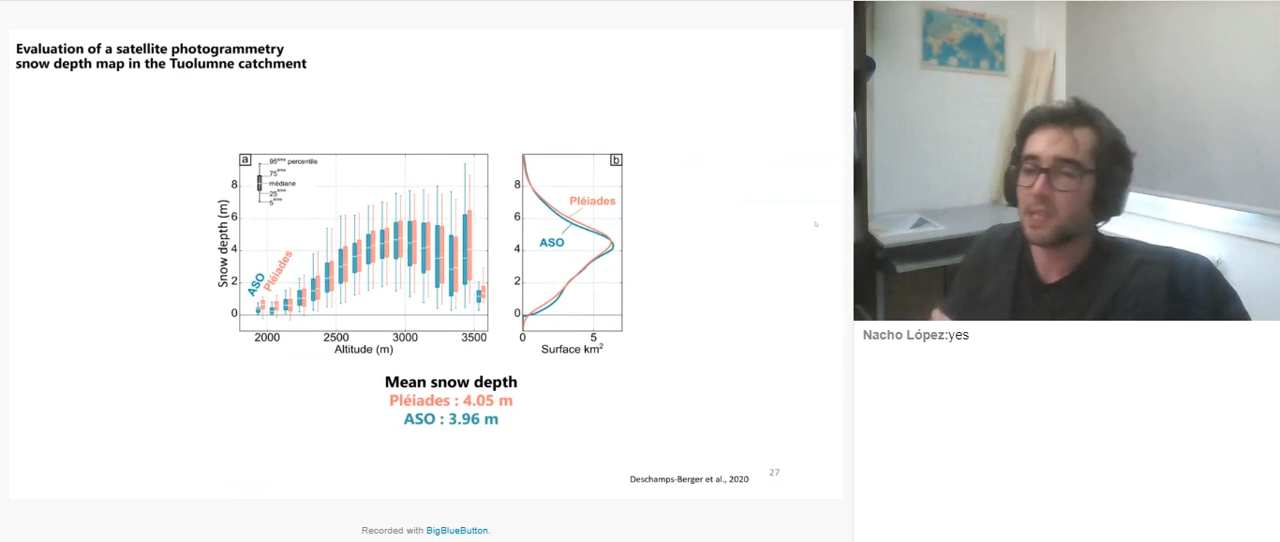 Evaluation of a satellite photogrammetry
snow depth map in the Tuolumne catchment
a
95ème percentile
75ème
médiane
25ème
5ème
8
6
4
2
0
Snow depth (m)
ASO
Pléiades
2000
2500
3000
3500
Altitude (m)
b
8
6
4
2
0
Pléiades
ASO
0
5
Surface km²
Mean snow depth
Pléiades : 4.05 m
ASO : 3.96 m
Deschamps-Berger et al., 2020
27
Recorded with BigBlueButton.
Nacho López:yes